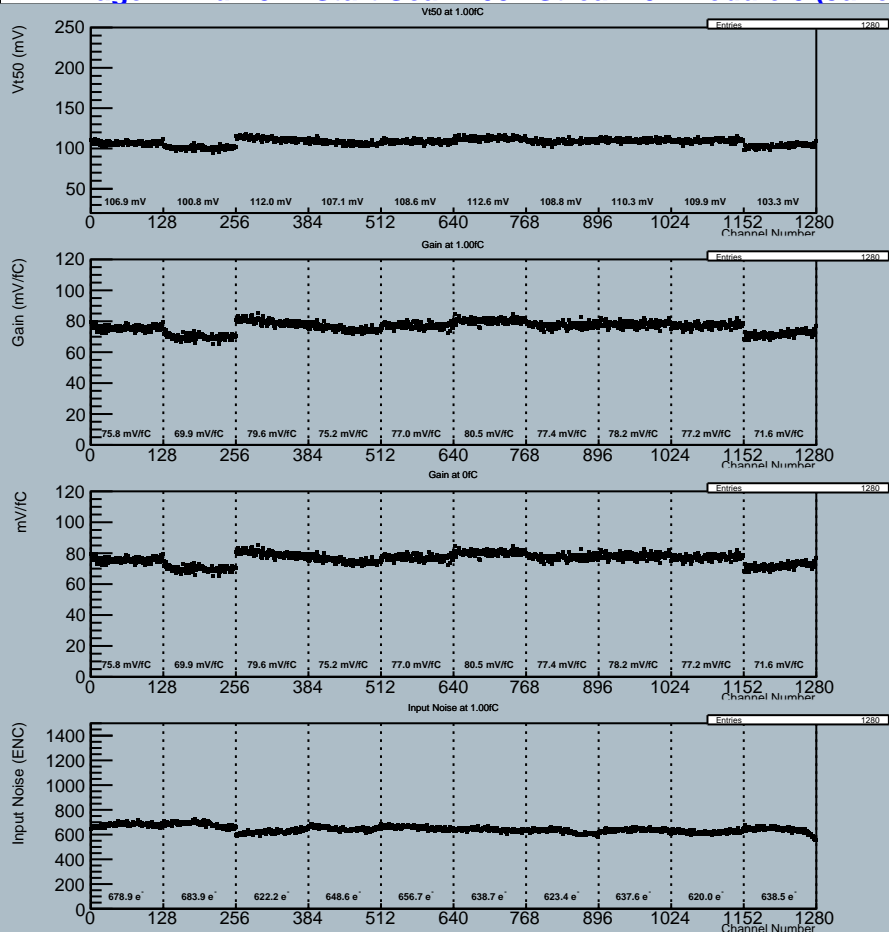 Vt50 at 1.00fC
Entries 1280
Vt50 (mV)
250
200
150
100
50
106.9 mV 100.8 mV 112.0 mV 107.1 mV 108.6 mV 112.6 mV 108.8 mV 110.3 mV 109.9 mV 103.3 mV
0 128 256 384 512 640 768 896 1024 1152 1280
Channel Number
Gain at 1.00fC
Entries 1280
Gain (mV/fC)
120
100
80
60
40
20
0
75.8 mV/fC 69.9 mV/fC 79.6 mV/fC 75.2 mV/fC 77.0 mV/fC 80.5 mV/fC 77.4 mV/fC 78.2 mV/fC 77.2 mV/fC 71.6 mV/fC
0 128 256 384 512 640 768 896 1024 1152 1280
Channel Number
Gain at 0fC
Entries 1280
mV/fC
120
100
80
60
40
20
0
75.8 mV/fC 69.9 mV/fC 79.6 mV/fC 75.2 mV/fC 77.0 mV/fC 80.5 mV/fC 77.4 mV/fC 78.2 mV/fC 77.2 mV/fC 71.6 mV/fC
0 128 256 384 512 640 768 896 1024 1152 1280
Channel Number
Input Noise at 1.00fC
Entries 1280
Input Noise (ENC)
1400
1200
1000
800
600
400
200
0
678.9 e⁻ 683.9 e⁻ 622.2 e⁻ 648.6 e⁻ 656.7 e⁻ 638.7 e⁻ 623.4 e⁻ 637.6 e⁻ 620.0 e⁻ 638.5 e⁻
0 128 256 384 512 640 768 896 1024 1152 1280
Channel Number